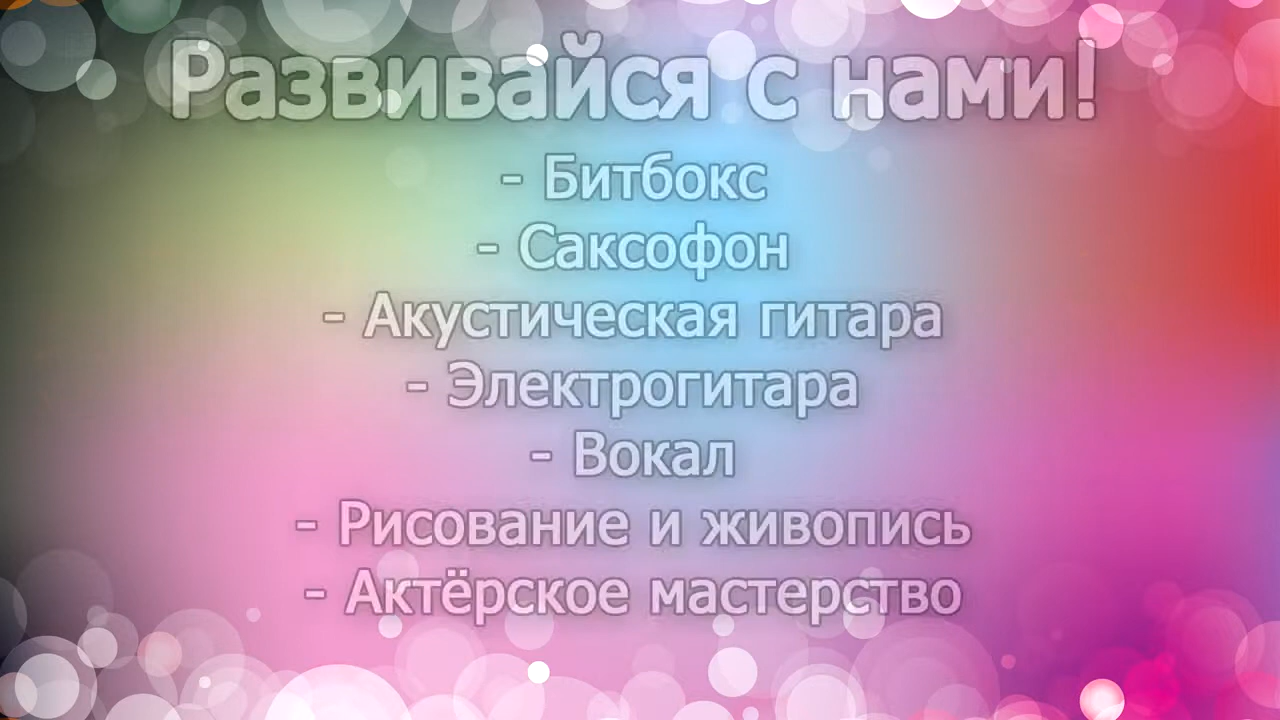 Развивайся с нами!
- Битбокс
- Саксофон
- Акустическая гитара
- Электрогитара
- Вокал
- Рисование и живопись
- Актёрское мастерство